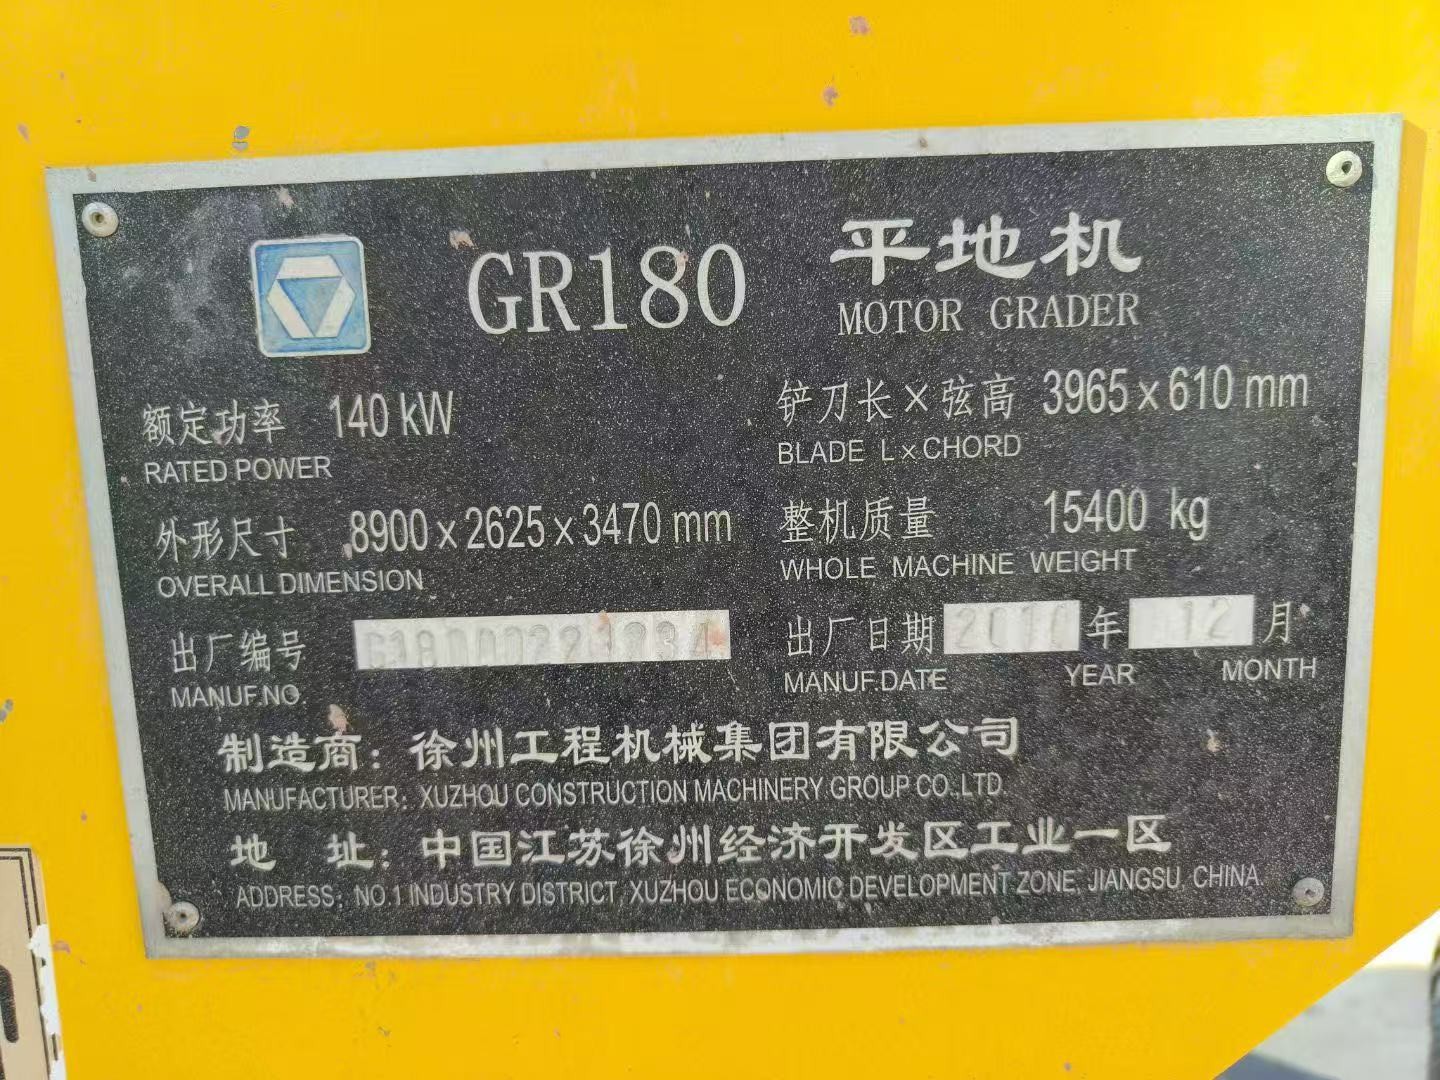 GR180 平地机
MOTOR GRADER
额定功率 140 kW 铲刀长×弦高 3965 x 610 mm
RATED POWER BLADE L x CHORD
外形尺寸 8900 x 2625 x 3470 mm 整机质量 15400 kg
OVERALL DIMENSION WHOLE MACHINE WEIGHT
出厂编号 出厂日期 2010 年 12 月
MANUF.NO. MANUF.DATE YEAR MONTH
制造商：徐州工程机械集团有限公司
MANUFACTURER: XUZHOU CONSTRUCTION MACHINERY GROUP CO.,LTD.
地 址：中国江苏徐州经济开发区工业一区
ADDRESS: NO.1 INDUSTRY DISTRICT, XUZHOU ECONOMIC DEVELOPMENT ZONE, JIANGSU, CHINA.